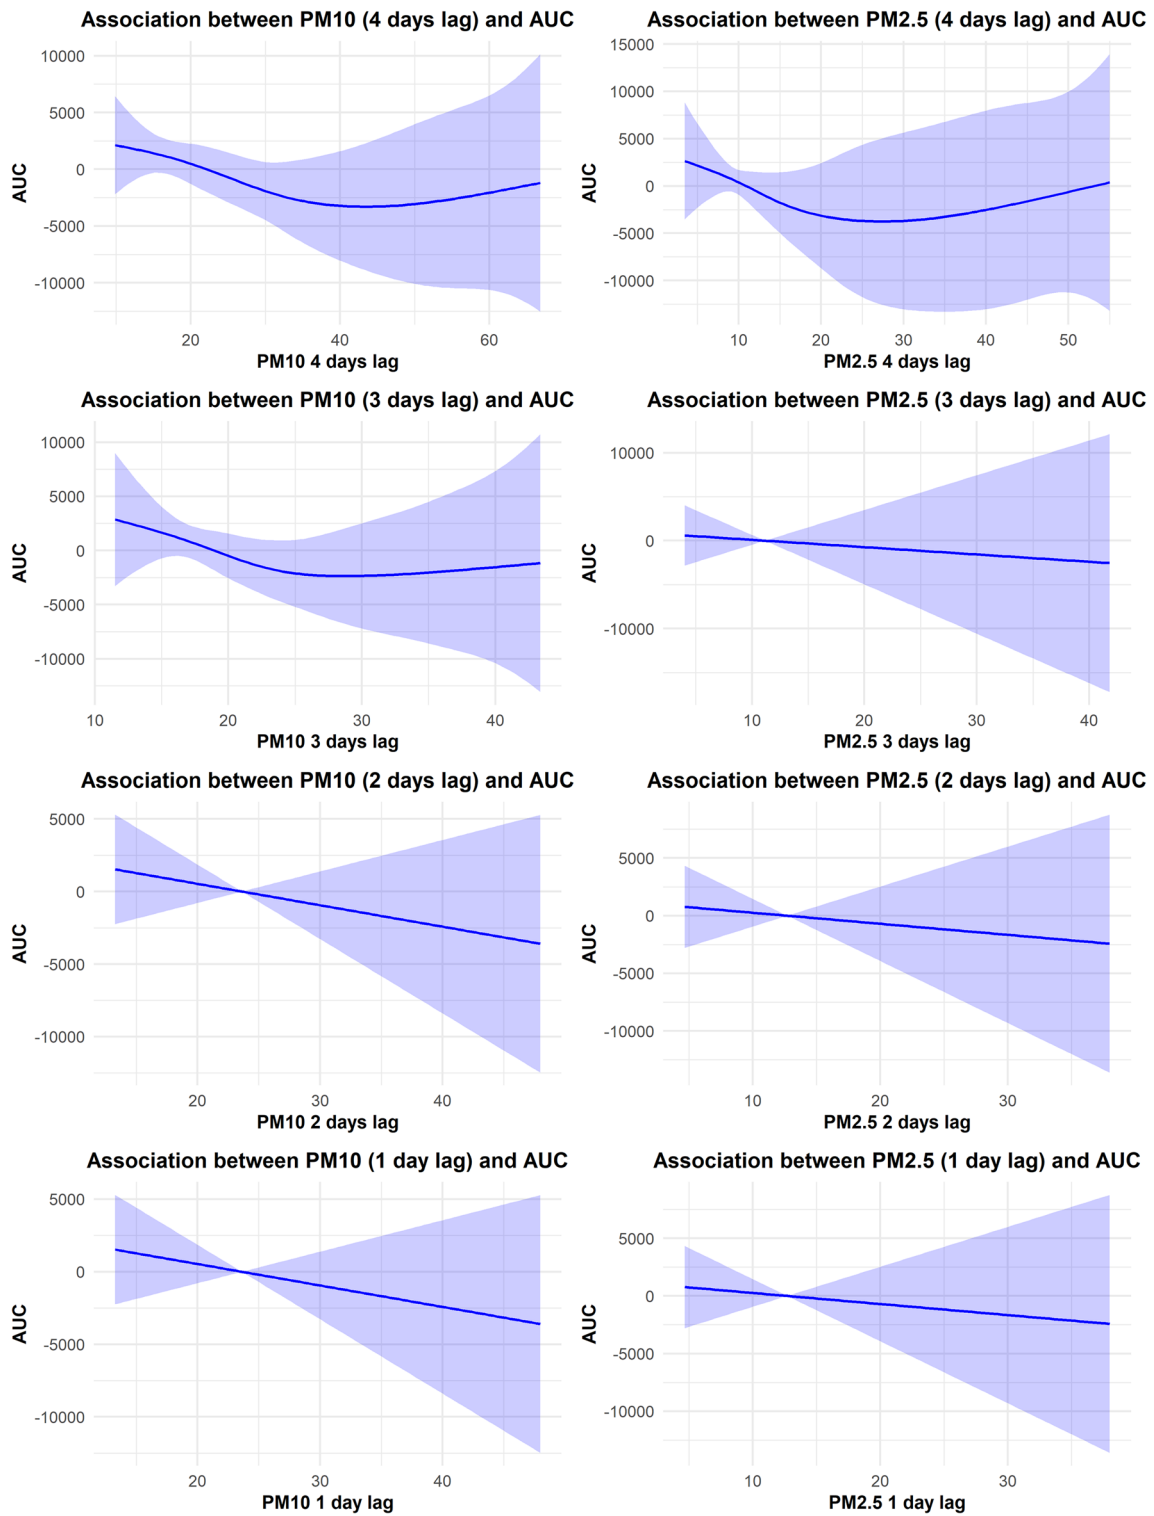 Association between PM10 (4 days lag) and AUC
10000
5000
0
-5000
-10000
AUC
20
40
60
PM10 4 days lag
Association between PM2.5 (4 days lag) and AUC
15000
10000
5000
0
-5000
-10000
AUC
10
20
30
40
50
PM2.5 4 days lag
Association between PM10 (3 days lag) and AUC
10000
5000
0
-5000
-10000
AUC
10
20
30
40
PM10 3 days lag
Association between PM2.5 (3 days lag) and AUC
10000
0
-10000
AUC
10
20
30
40
PM2.5 3 days lag
Association between PM10 (2 days lag) and AUC
5000
0
-5000
-10000
AUC
20
30
40
PM10 2 days lag
Association between PM2.5 (2 days lag) and AUC
5000
0
-5000
-10000
AUC
10
20
30
PM2.5 2 days lag
Association between PM10 (1 day lag) and AUC
5000
0
-5000
-10000
AUC
20
30
40
PM10 1 day lag
Association between PM2.5 (1 day lag) and AUC
5000
0
-5000
-10000
AUC
10
20
30
PM2.5 1 day lag